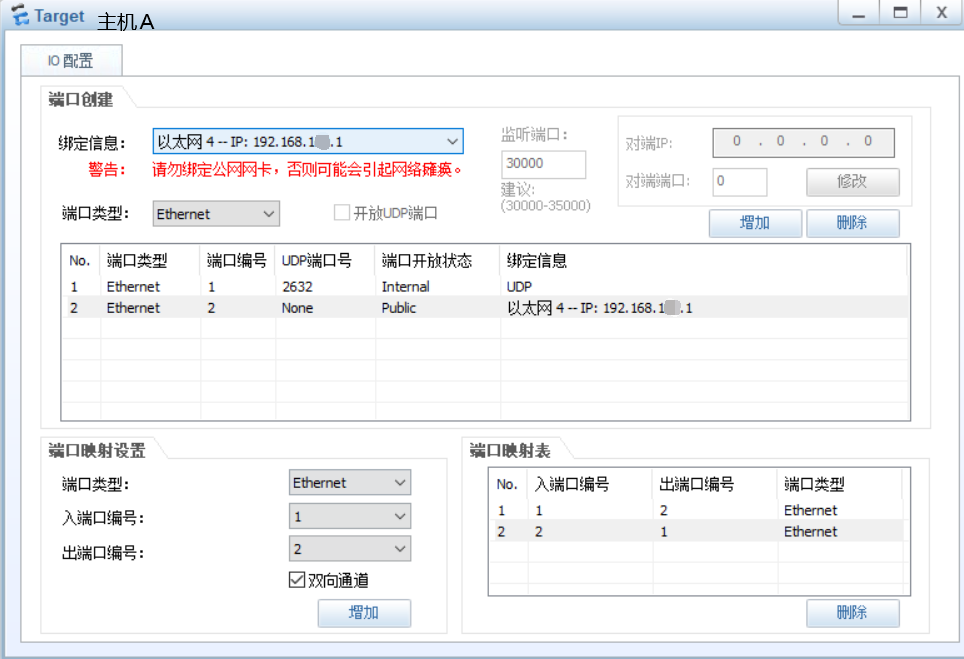 Target 主机A
IO 配置
端口创建
绑定信息: 以太网 4 -- IP: 192.168.1 .1
警告: 请勿绑定公网网卡，否则可能会引起网络瘫痪。
端口类型: Ethernet 开放UDP端口
监听端口:
30000
建议:
(30000-35000)
对端IP: 0 . 0 . 0 . 0
对端端口: 0 修改
增加 删除
No. 端口类型 端口编号 UDP端口号 端口开放状态 绑定信息
1 Ethernet 1 2632 Internal UDP
2 Ethernet 2 None Public 以太网 4 -- IP: 192.168.1 .1
端口映射设置
端口类型: Ethernet
入端口编号: 1
出端口编号: 2
双向通道
增加
端口映射表
No. 入端口编号 出端口编号 端口类型
1 1 2 Ethernet
2 2 1 Ethernet
删除